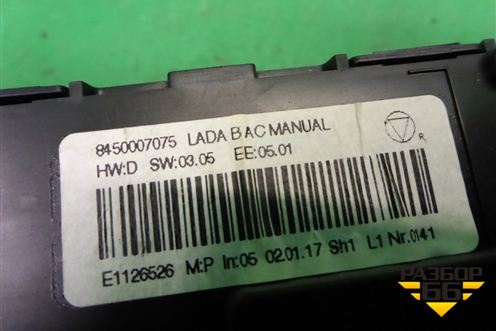 8450007075 LADA B AC MANUAL
HW:D SW:03.05 EE:05.01
R
E1126526 M:P In:05 02.01.17 Sh1 L1 Nr.0141
РАЗБОР
66